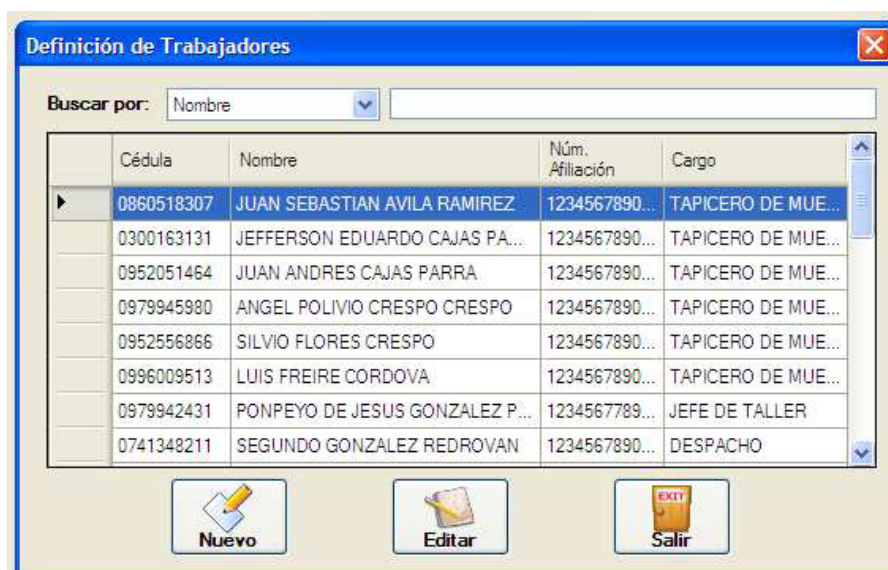 Definición de Trabajadores
Buscar por: Nombre
Cédula Nombre Núm. Afiliación Cargo
0860518307 JUAN SEBASTIAN AVILA RAMIREZ 1234567890... TAPICERO DE MUE...
0300163131 JEFFERSON EDUARDO CAJAS PA... 1234567890... TAPICERO DE MUE...
0952051464 JUAN ANDRES CAJAS PARRA 1234567890... TAPICERO DE MUE...
0979945980 ANGEL POLIVIO CRESPO CRESPO 1234567890... TAPICERO DE MUE...
0952556866 SILVIO FLORES CRESPO 1234567890... TAPICERO DE MUE...
0996009513 LUIS FREIRE CORDOVA 1234567890... TAPICERO DE MUE...
0979942431 PONPEYO DE JESUS GONZALEZ P... 1234567789... JEFE DE TALLER
0741348211 SEGUNDO GONZALEZ REDROVAN 1234567890... DESPACHO
EXIT
Nuevo Editar Salir